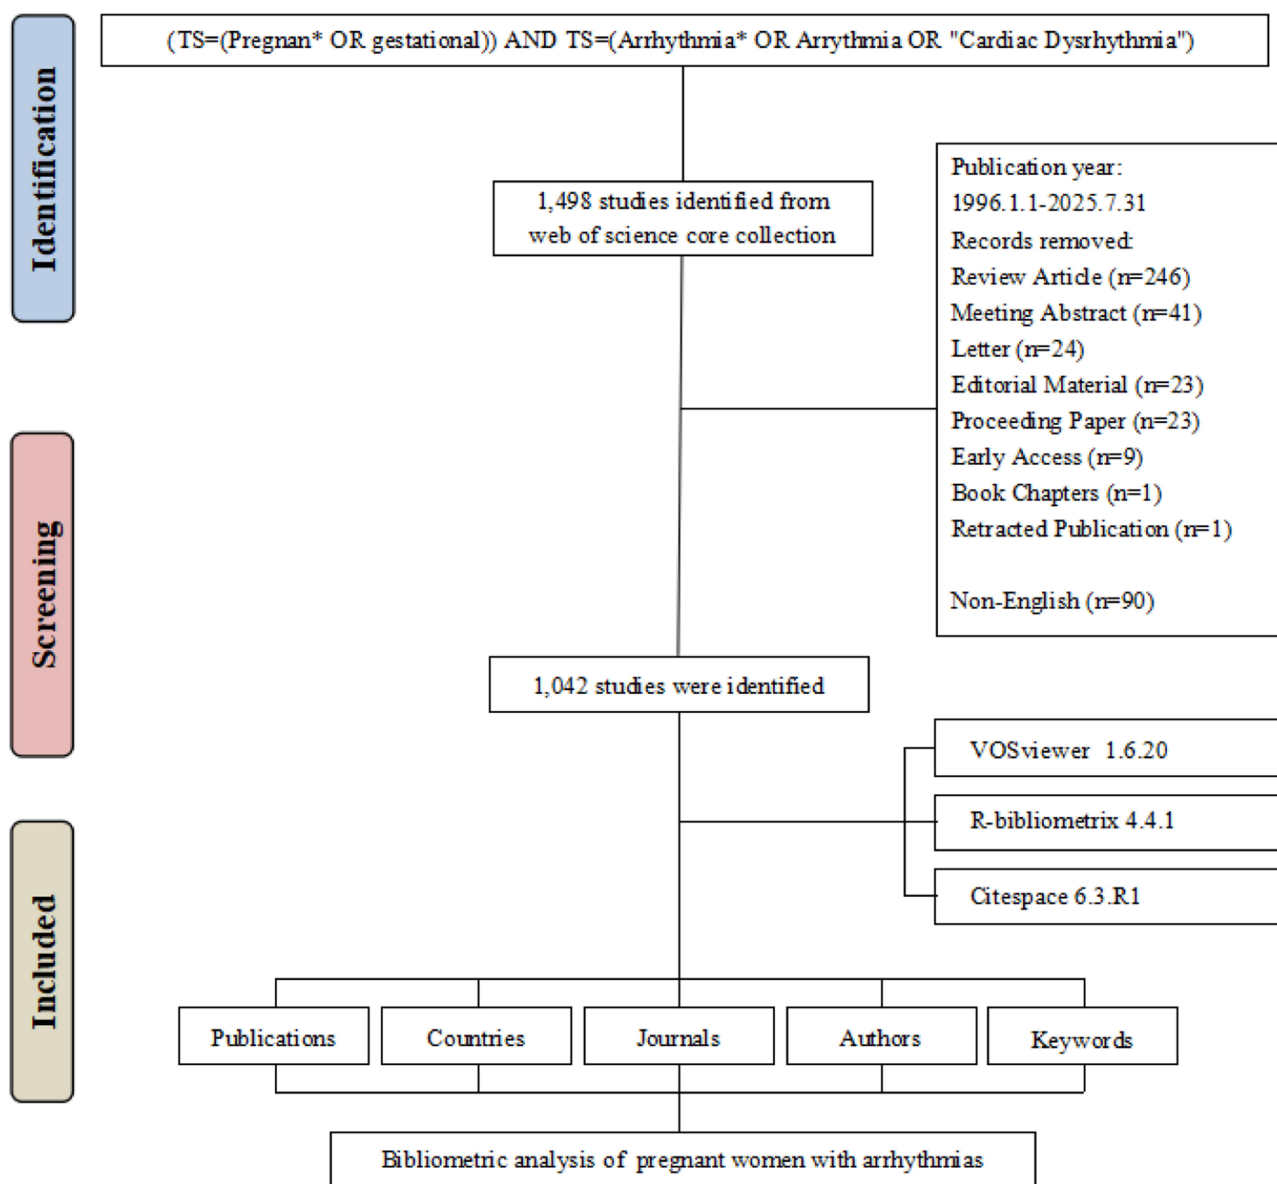 (TS=(Pregnan* OR gestational)) AND TS=(Arrhythmia* OR Arrythmia OR "Cardiac Dysrhythmia")
Identification
1,498 studies identified from
web of science core collection
Publication year:
1996.1.1-2025.7.31
Records removed:
Review Article (n=246)
Meeting Abstract (n=41)
Letter (n=24)
Editorial Material (n=23)
Proceeding Paper (n=23)
Early Access (n=9)
Book Chapters (n=1)
Retracted Publication (n=1)
Non-English (n=90)
Screening
1,042 studies were identified
VOSviewer 1.6.20
R-bibliometrix 4.4.1
Citespace 6.3.R1
Included
Publications
Countries
Journals
Authors
Keywords
Bibliometric analysis of pregnant women with arrhythmias